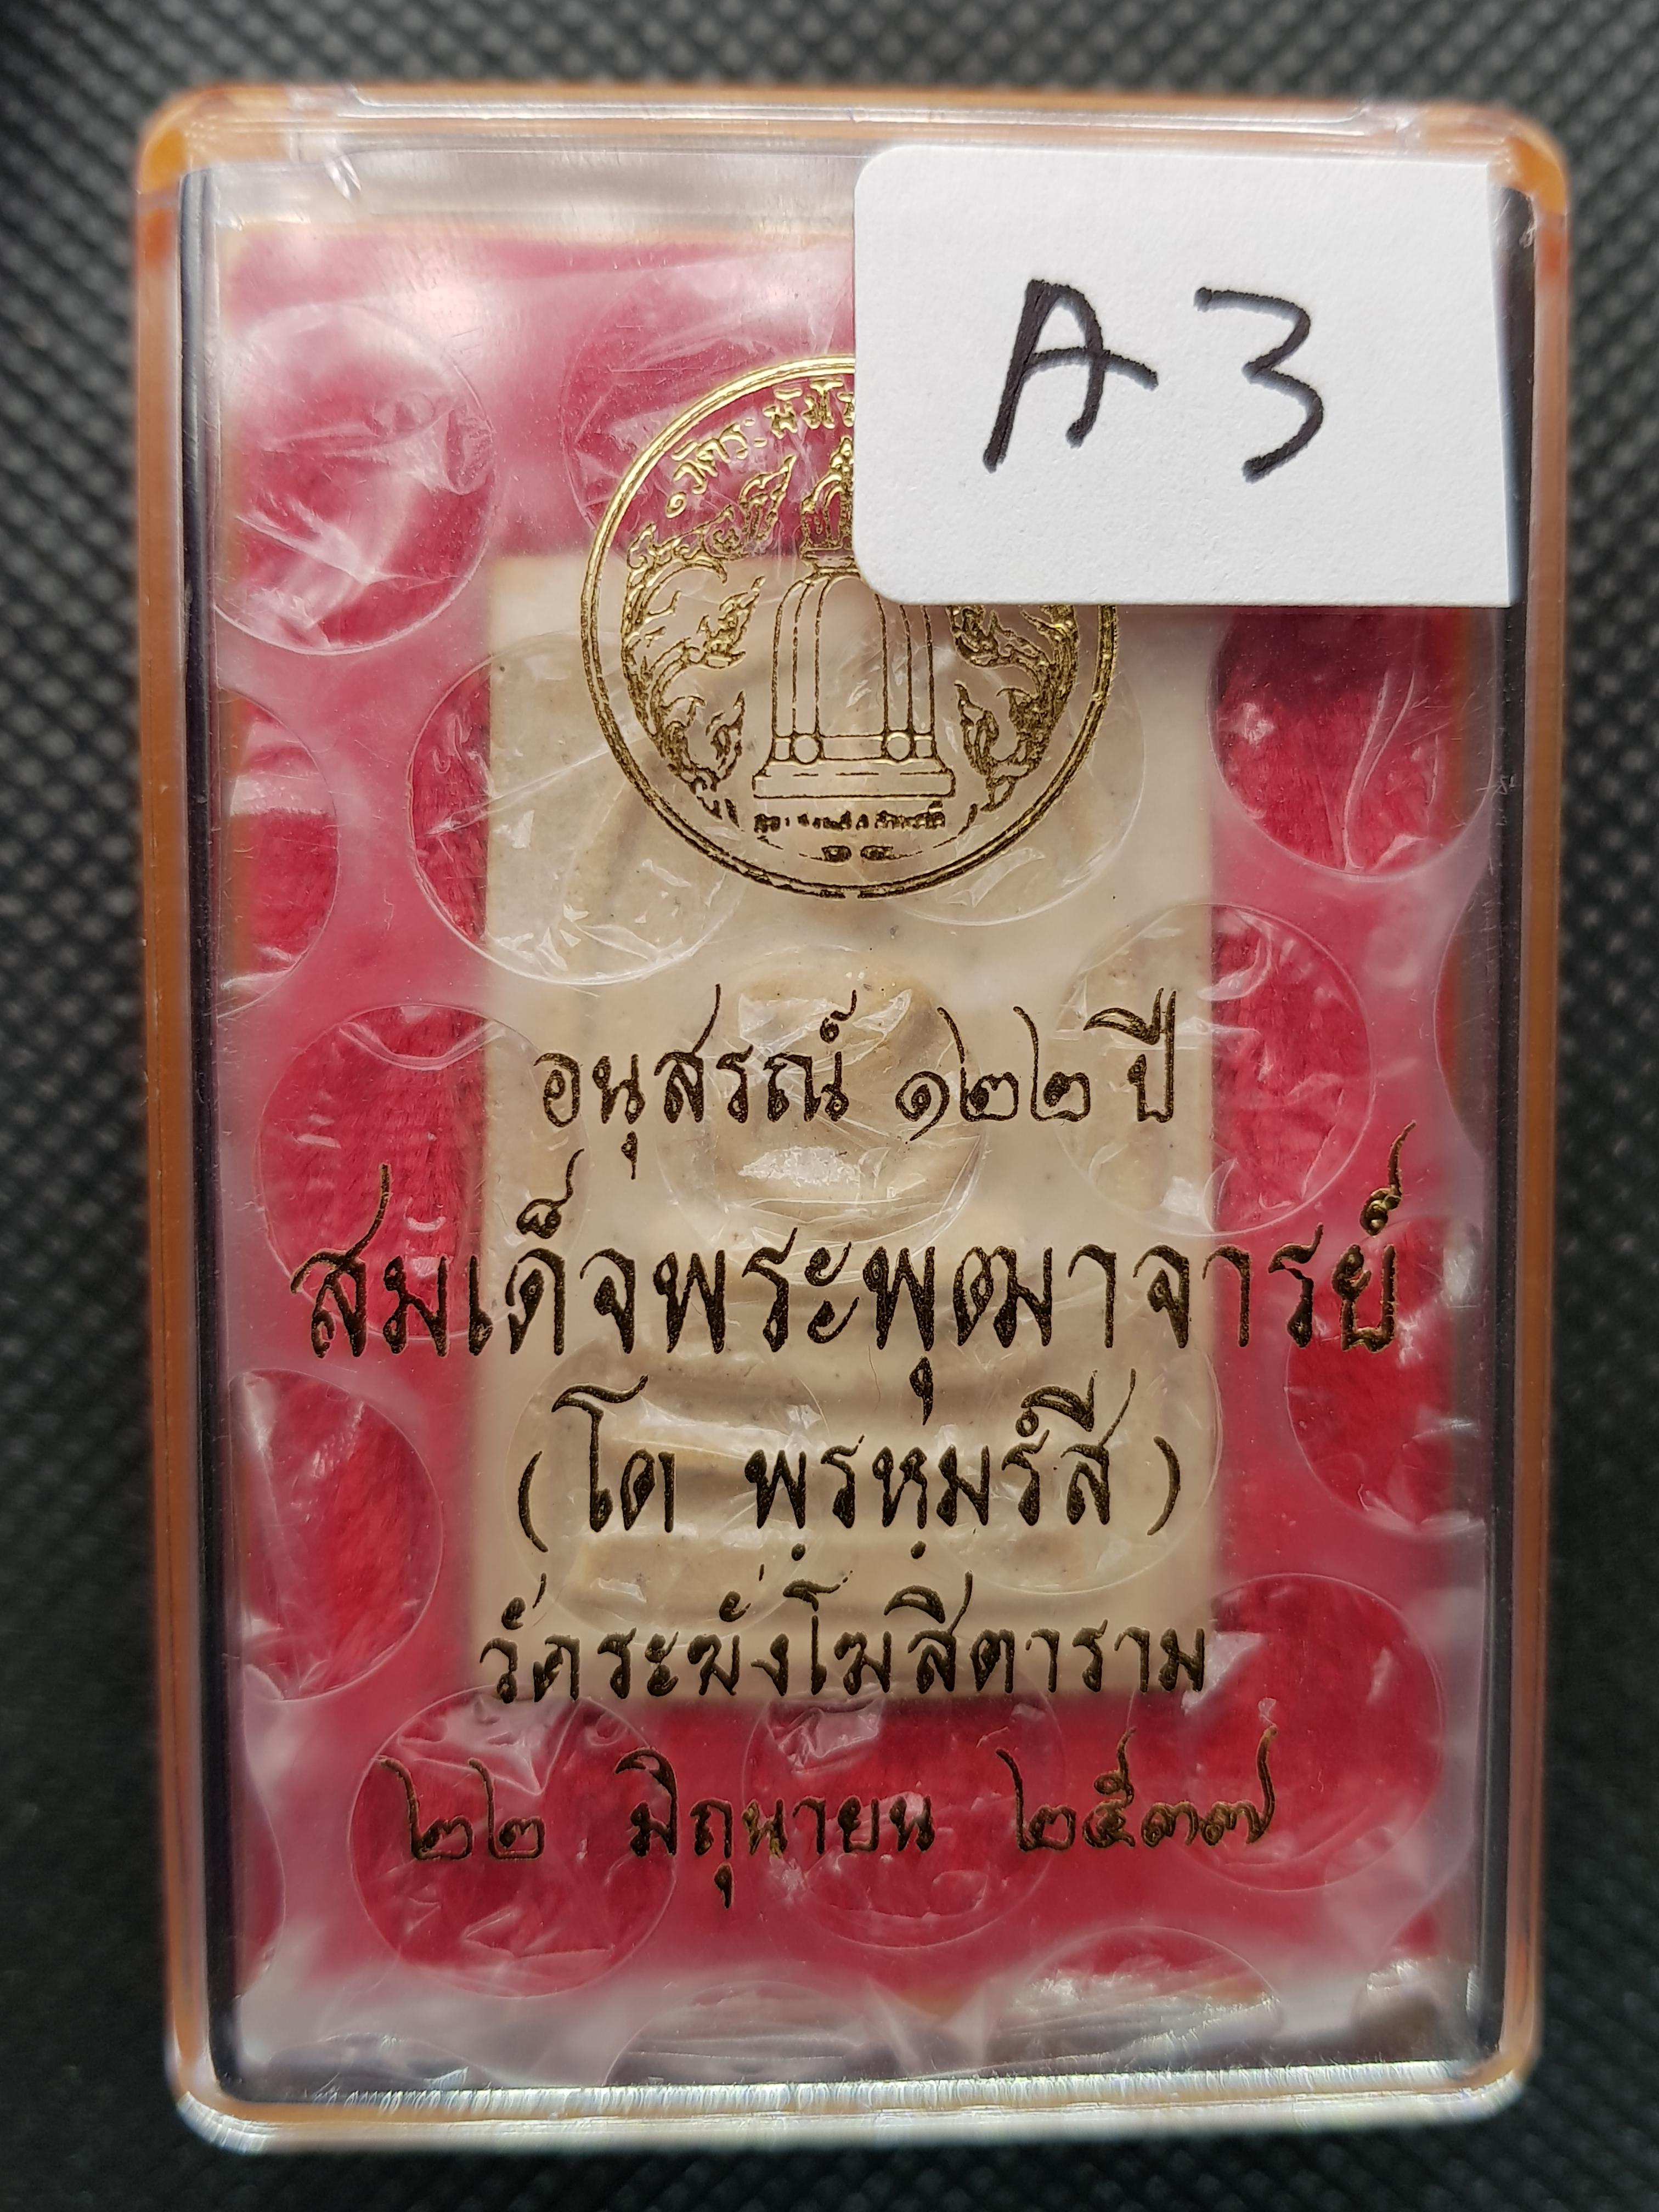 A3
อนุสรณ์ ๑๒๒ ปี
สมเด็จพระพุฒาจารย์
(โต พฺรหฺมรํสี)
วัดระฆังโฆสิตาราม
๒๒ มิถุนายน ๒๕๓๗